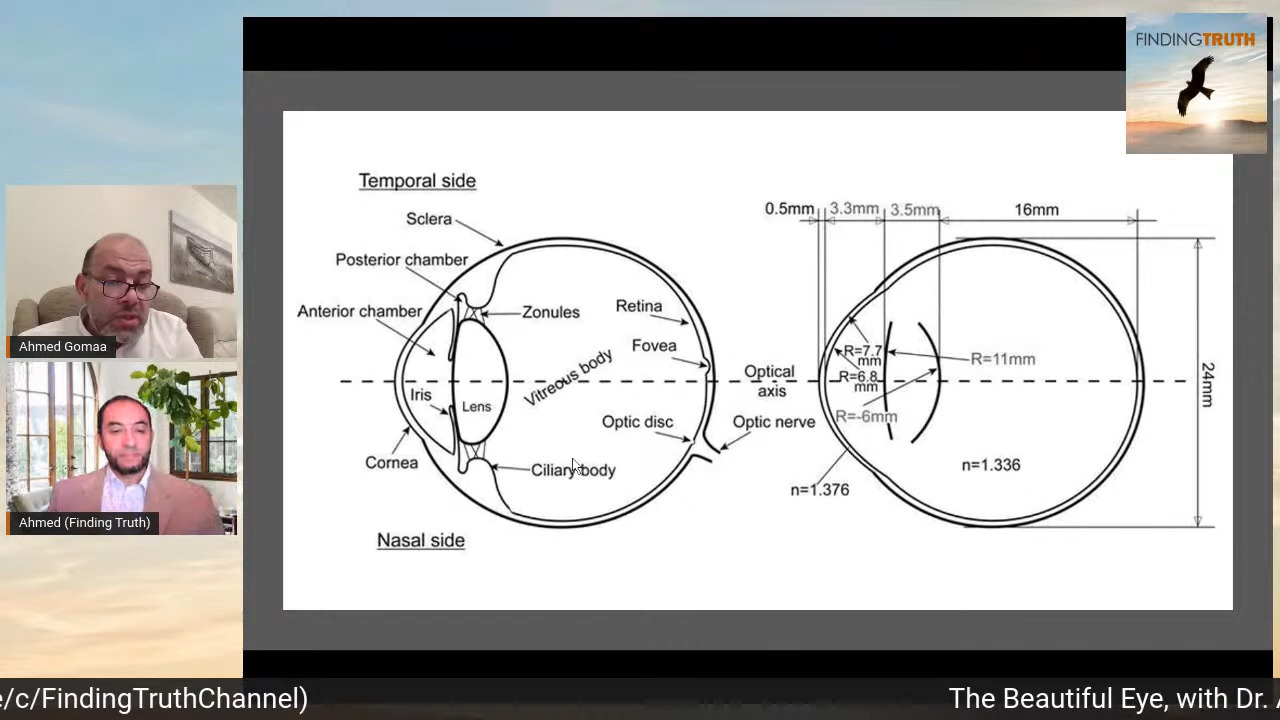 FINDINGTRUTH
Temporal side
Sclera
Posterior chamber
Anterior chamber
Zonules
Retina
Fovea
Vitreous body
Iris
Lens
Optic disc
Optic nerve
Optical
axis
Cornea
Ciliary body
Nasal side
0.5mm
3.3mm
3.5mm
16mm
R=7.7
mm
R=6.8
mm
R=11mm
R=-6mm
24mm
n=1.336
n=1.376
Ahmed Gomaa
Ahmed (Finding Truth)
e/c/FindingTruthChannel)
The Beautiful Eye, with Dr.